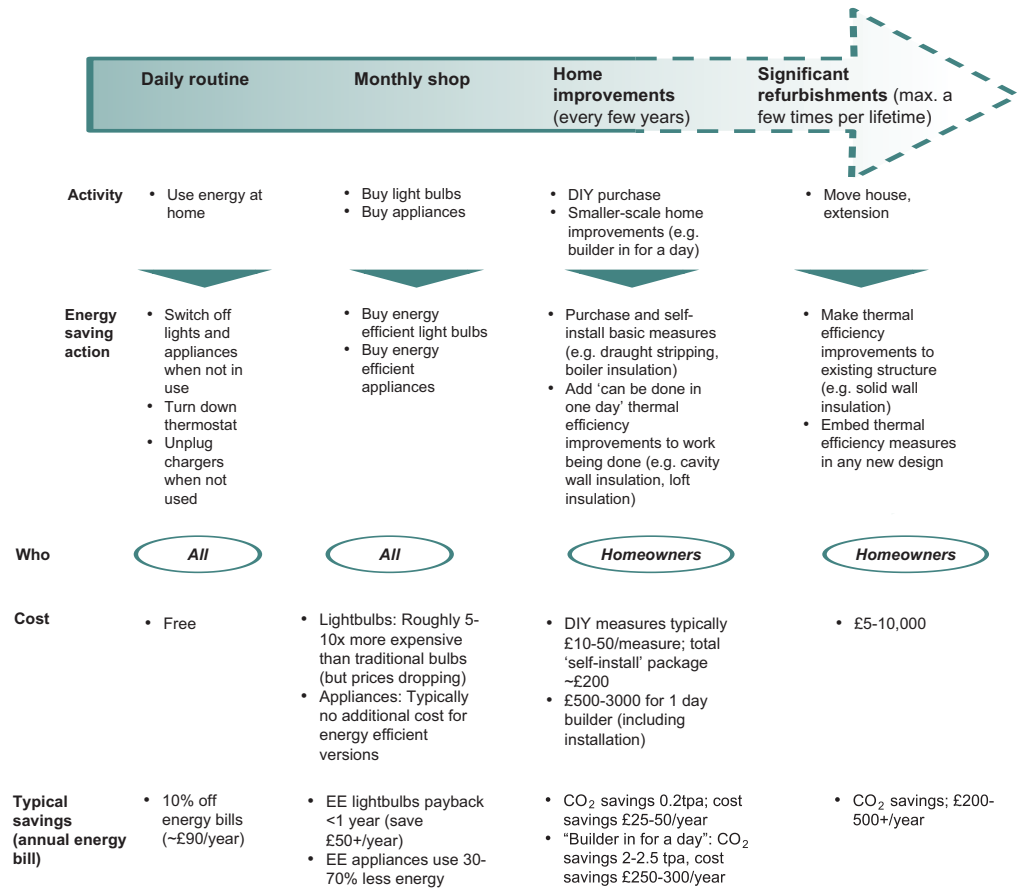 Daily routine
Monthly shop
Home
improvements
(every few years)
Significant
refurbishments (max. a
few times per lifetime)
Activity
• Use energy at
home
• Buy light bulbs
• Buy appliances
• DIY purchase
• Smaller-scale home
improvements (e.g.
builder in for a day)
• Move house,
extension
Energy
saving
action
• Switch off
lights and
appliances
when not in
use
• Turn down
thermostat
• Unplug
chargers
when not
used
• Buy energy
efficient light bulbs
• Buy energy
efficient
appliances
• Purchase and self-
install basic measures
(e.g. draught stripping,
boiler insulation)
• Add ‘can be done in
one day’ thermal
efficiency
improvements to work
being done (e.g. cavity
wall insulation, loft
insulation)
• Make thermal
efficiency
improvements to
existing structure
(e.g. solid wall
insulation)
• Embed thermal
efficiency measures
in any new design
Who
All
All
Homeowners
Homeowners
Cost
• Free
• Lightbulbs: Roughly 5-
10x more expensive
than traditional bulbs
(but prices dropping)
• Appliances: Typically
no additional cost for
energy efficient
versions
• DIY measures typically
£10-50/measure; total
‘self-install’ package
~£200
• £500-3000 for 1 day
builder (including
installation)
• £5-10,000
Typical
savings
(annual energy
bill)
• 10% off
energy bills
(~£90/year)
• EE lightbulbs payback
<1 year (save
£50+/year)
• EE appliances use 30-
70% less energy
• CO2 savings 0.2tpa; cost
savings £25-50/year
• “Builder in for a day”: CO2
savings 2-2.5 tpa, cost
savings £250-300/year
• CO2 savings; £200-
500+/year